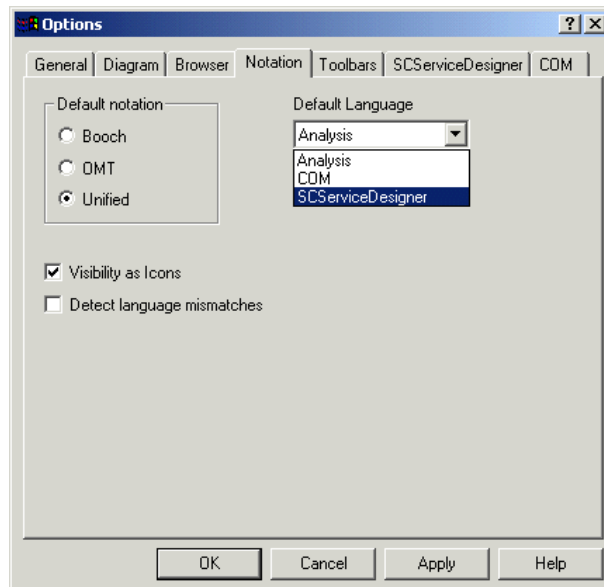 Options
General Diagram Browser Notation Toolbars SCServiceDesigner COM
Default notation
Booch
OMT
Unified
Default Language
Analysis
Analysis
COM
SCServiceDesigner
Visibility as Icons
Detect language mismatches
OK Cancel Apply Help